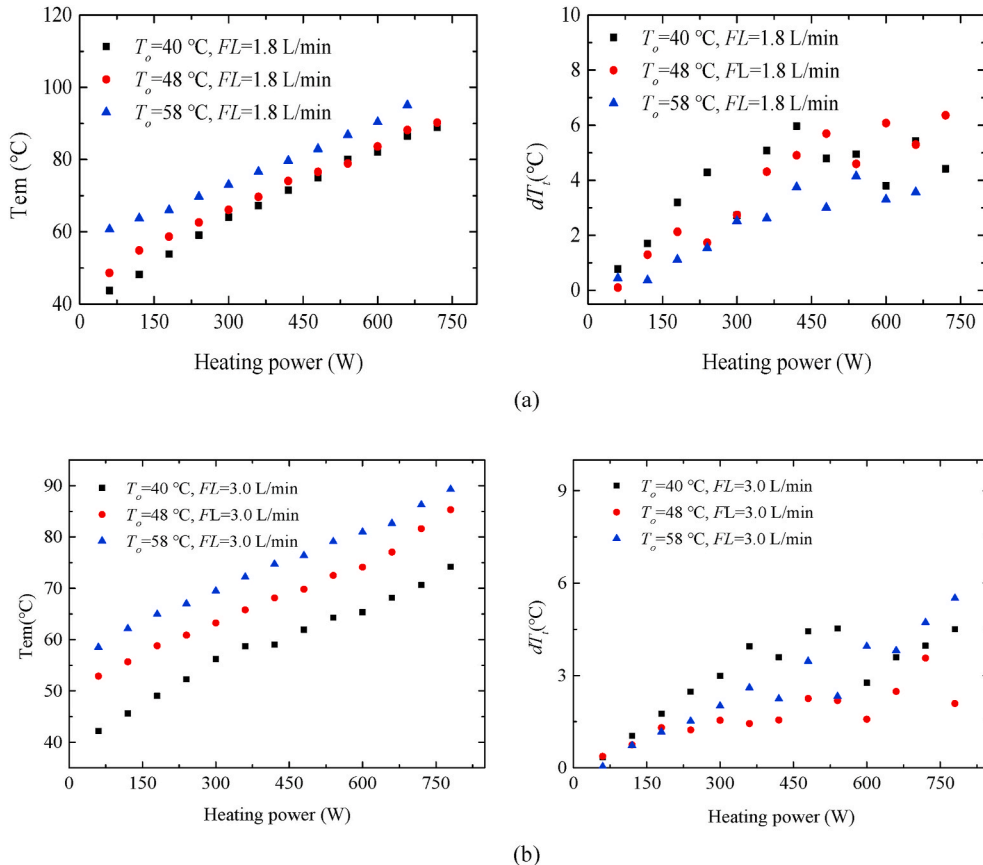 120
100
80
60
40
Tem (℃)
T_o=40 ℃, FL=1.8 L/min
T_o=48 ℃, FL=1.8 L/min
T_o=58 ℃, FL=1.8 L/min
0 150 300 450 600 750
Heating power (W)
10
8
6
4
2
0
dT_t(℃)
T_o=40 ℃, FL=1.8 L/min
T_o=48 ℃, FL=1.8 L/min
T_o=58 ℃, FL=1.8 L/min
0 150 300 450 600 750
Heating power (W)
(a)
90
80
70
60
50
40
Tem(℃)
T_o=40 ℃, FL=3.0 L/min
T_o=48 ℃, FL=3.0 L/min
T_o=58 ℃, FL=3.0 L/min
0 150 300 450 600 750
Heating power (W)
9
6
3
0
dT_t(℃)
T_o=40 ℃, FL=3.0 L/min
T_o=48 ℃, FL=3.0 L/min
T_o=58 ℃, FL=3.0 L/min
0 150 300 450 600 750
Heating power (W)
(b)